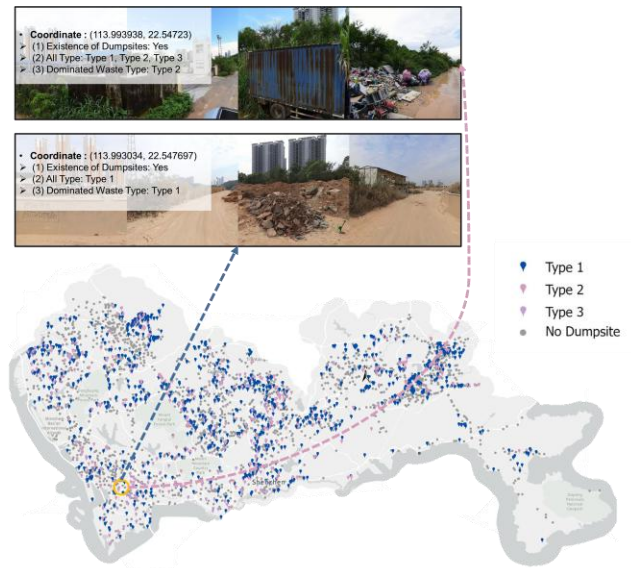 • Coordinate : (113.993938, 22.54723)
➢ (1) Existence of Dumpsites: Yes
➢ (2) All Type: Type 1, Type 2, Type 3
➢ (3) Dominated Waste Type: Type 2
• Coordinate : (113.993034, 22.547697)
➢ (1) Existence of Dumpsites: Yes
➢ (2) All Type: Type 1
➢ (3) Dominated Waste Type: Type 1
Type 1
Type 2
Type 3
No Dumpsite
Shenzhen